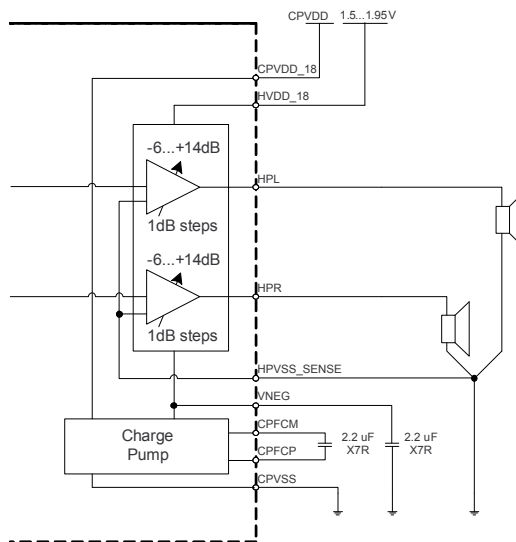 CPVDD
1.5...1.95 V
CPVDD_18
HVDD_18
-6...+14dB
HPL
1dB steps
-6...+14dB
HPR
1dB steps
HPVSS_SENSE
VNEG
CPFCM
Charge
Pump
2.2 uF
X7R
2.2 uF
X7R
CPFCP
CPVSS